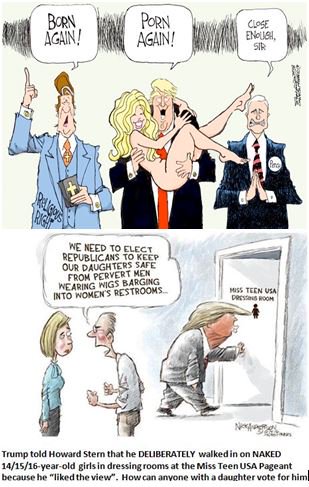 BORN
AGAIN!
PORN
AGAIN!
CLOSE
ENOUGH,
SIR
RELIGIOUS
RIGHT
WE NEED TO ELECT
REPUBLICANS TO KEEP
OUR DAUGHTERS SAFE
FROM PERVERT MEN
WEARING WIGS BARGING
INTO WOMEN'S RESTROOMS...
MISS TEEN USA
DRESSING ROOM
Trump told Howard Stern that he DELIBERATELY walked in on NAKED
14/15/16-year-old girls in dressing rooms at the Miss Teen USA Pageant
because he "liked the view". How can anyone with a daughter vote for him